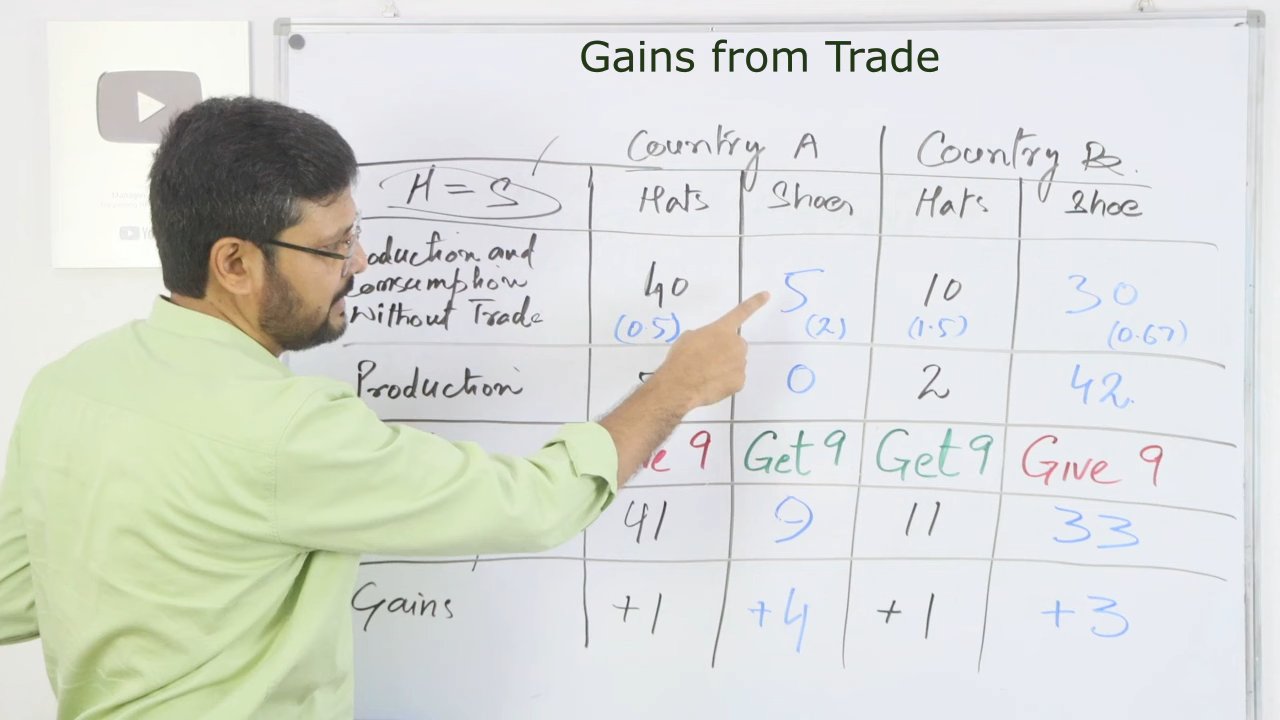 Gains from Trade
Country A Country B.
H = S Hats Shoes Hats Shoe
oduction and
Consumption
Without Trade
40 5 10 30
(0.5) (2) (1.5) (0.67)
Production 0 2 42.
ve 9 Get 9 Get 9 Give 9
41 9 11 33
Gains +1 +4 +1 +3